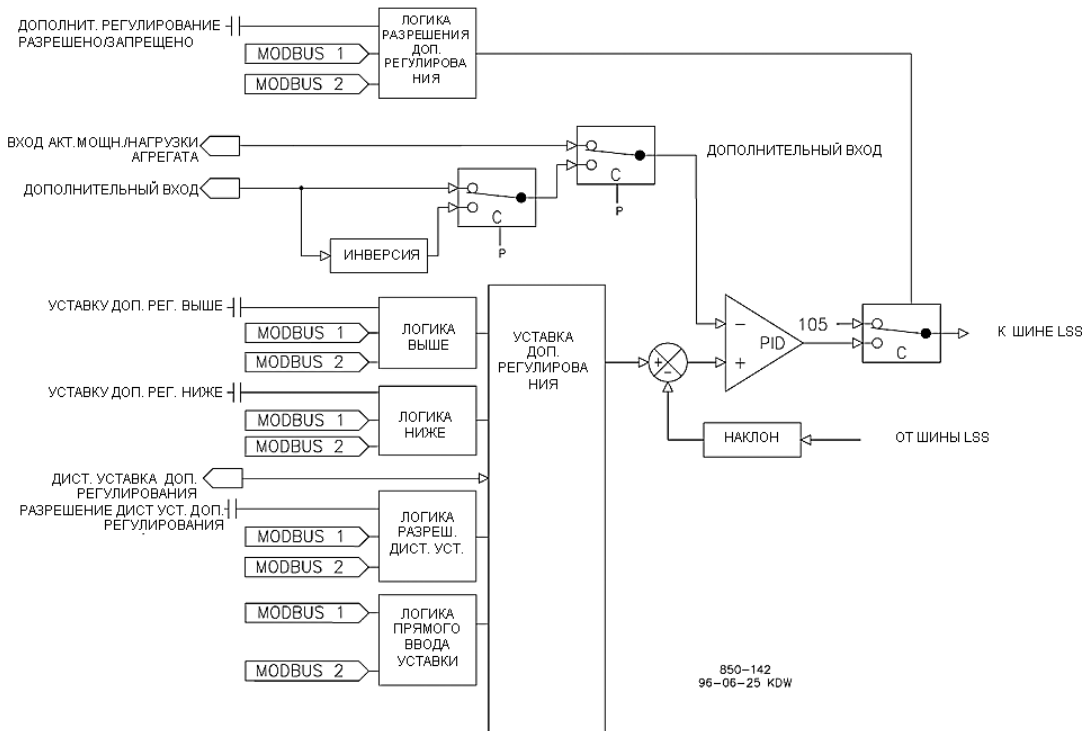 ДОПОЛНИТ. РЕГУЛИРОВАНИЕ
РАЗРЕШЕНО/ЗАПРЕЩЕНО
MODBUS 1
MODBUS 2
ЛОГИКА
РАЗРЕШЕНИЯ
ДОП.
РЕГУЛИРОВА
НИЯ
ВХОД АКТ.МОЩН./НАГРУЗКИ
АГРЕГАТА
ДОПОЛНИТЕЛЬНЫЙ ВХОД
ИНВЕРСИЯ
C
P
C
P
ДОПОЛНИТЕЛЬНЫЙ ВХОД
УСТАВКУ ДОП. РЕГ. ВЫШЕ
MODBUS 1
MODBUS 2
ЛОГИКА
ВЫШЕ
УСТАВКУ ДОП. РЕГ. НИЖЕ
MODBUS 1
MODBUS 2
ЛОГИКА
НИЖЕ
ДИСТ. УСТАВКА ДОП.
РЕГУЛИРОВАНИЯ
РАЗРЕШЕНИЕ ДИСТ УСТ. ДОП.
РЕГУЛИРОВАНИЯ
MODBUS 1
MODBUS 2
ЛОГИКА
РАЗРЕШ.
ДИСТ. УСТ.
MODBUS 1
MODBUS 2
ЛОГИКА
ПРЯМОГО
ВВОДА
УСТАВКИ
УСТАВКА
ДОП.
РЕГУЛИРОВА
НИЯ
+
-
-
+
PID
105
C
К ШИНЕ LSS
НАКЛОН
ОТ ШИНЫ LSS
850-142
96-06-25 KDW